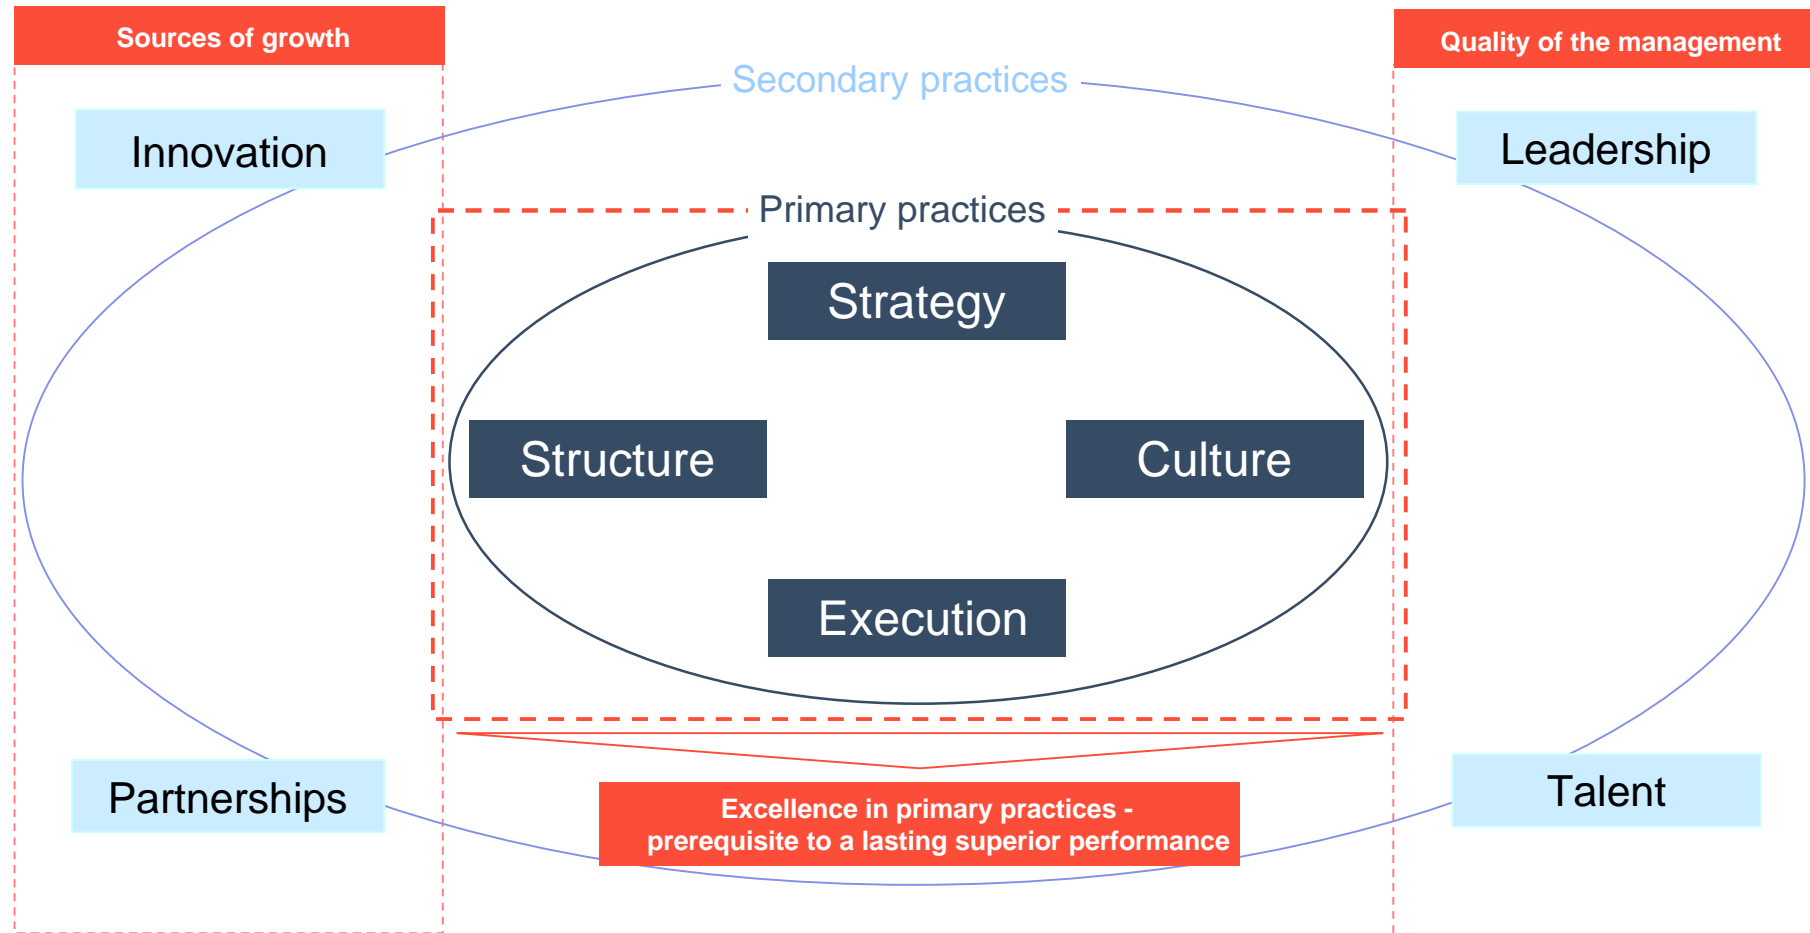 Sources of growth
Quality of the management
Secondary practices
Innovation
Leadership
Primary practices
Strategy
Structure
Culture
Execution
Partnerships
Talent
Excellence in primary practices -
prerequisite to a lasting superior performance